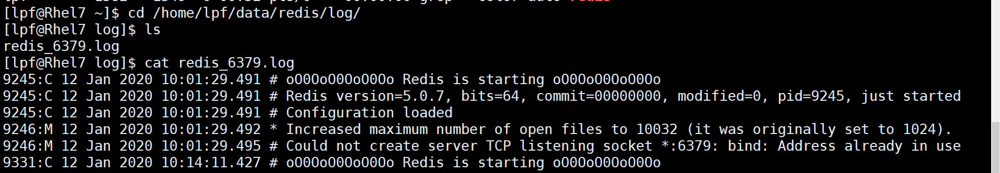 [lpf@Rhel7 ~]$ cd /home/lpf/data/redis/log/
[lpf@Rhel7 log]$ ls
redis_6379.log
[lpf@Rhel7 log]$ cat redis_6379.log
9245:C 12 Jan 2020 10:01:29.491 # oO0OoO0OoO0Oo Redis is starting oO0OoO0OoO0Oo
9245:C 12 Jan 2020 10:01:29.491 # Redis version=5.0.7, bits=64, commit=00000000, modified=0, pid=9245, just started
9245:C 12 Jan 2020 10:01:29.491 # Configuration loaded
9246:M 12 Jan 2020 10:01:29.492 * Increased maximum number of open files to 10032 (it was originally set to 1024).
9246:M 12 Jan 2020 10:01:29.495 # Could not create server TCP listening socket *:6379: bind: Address already in use
9331:C 12 Jan 2020 10:14:11.427 # oO0OoO0OoO0Oo Redis is starting oO0OoO0OoO0Oo